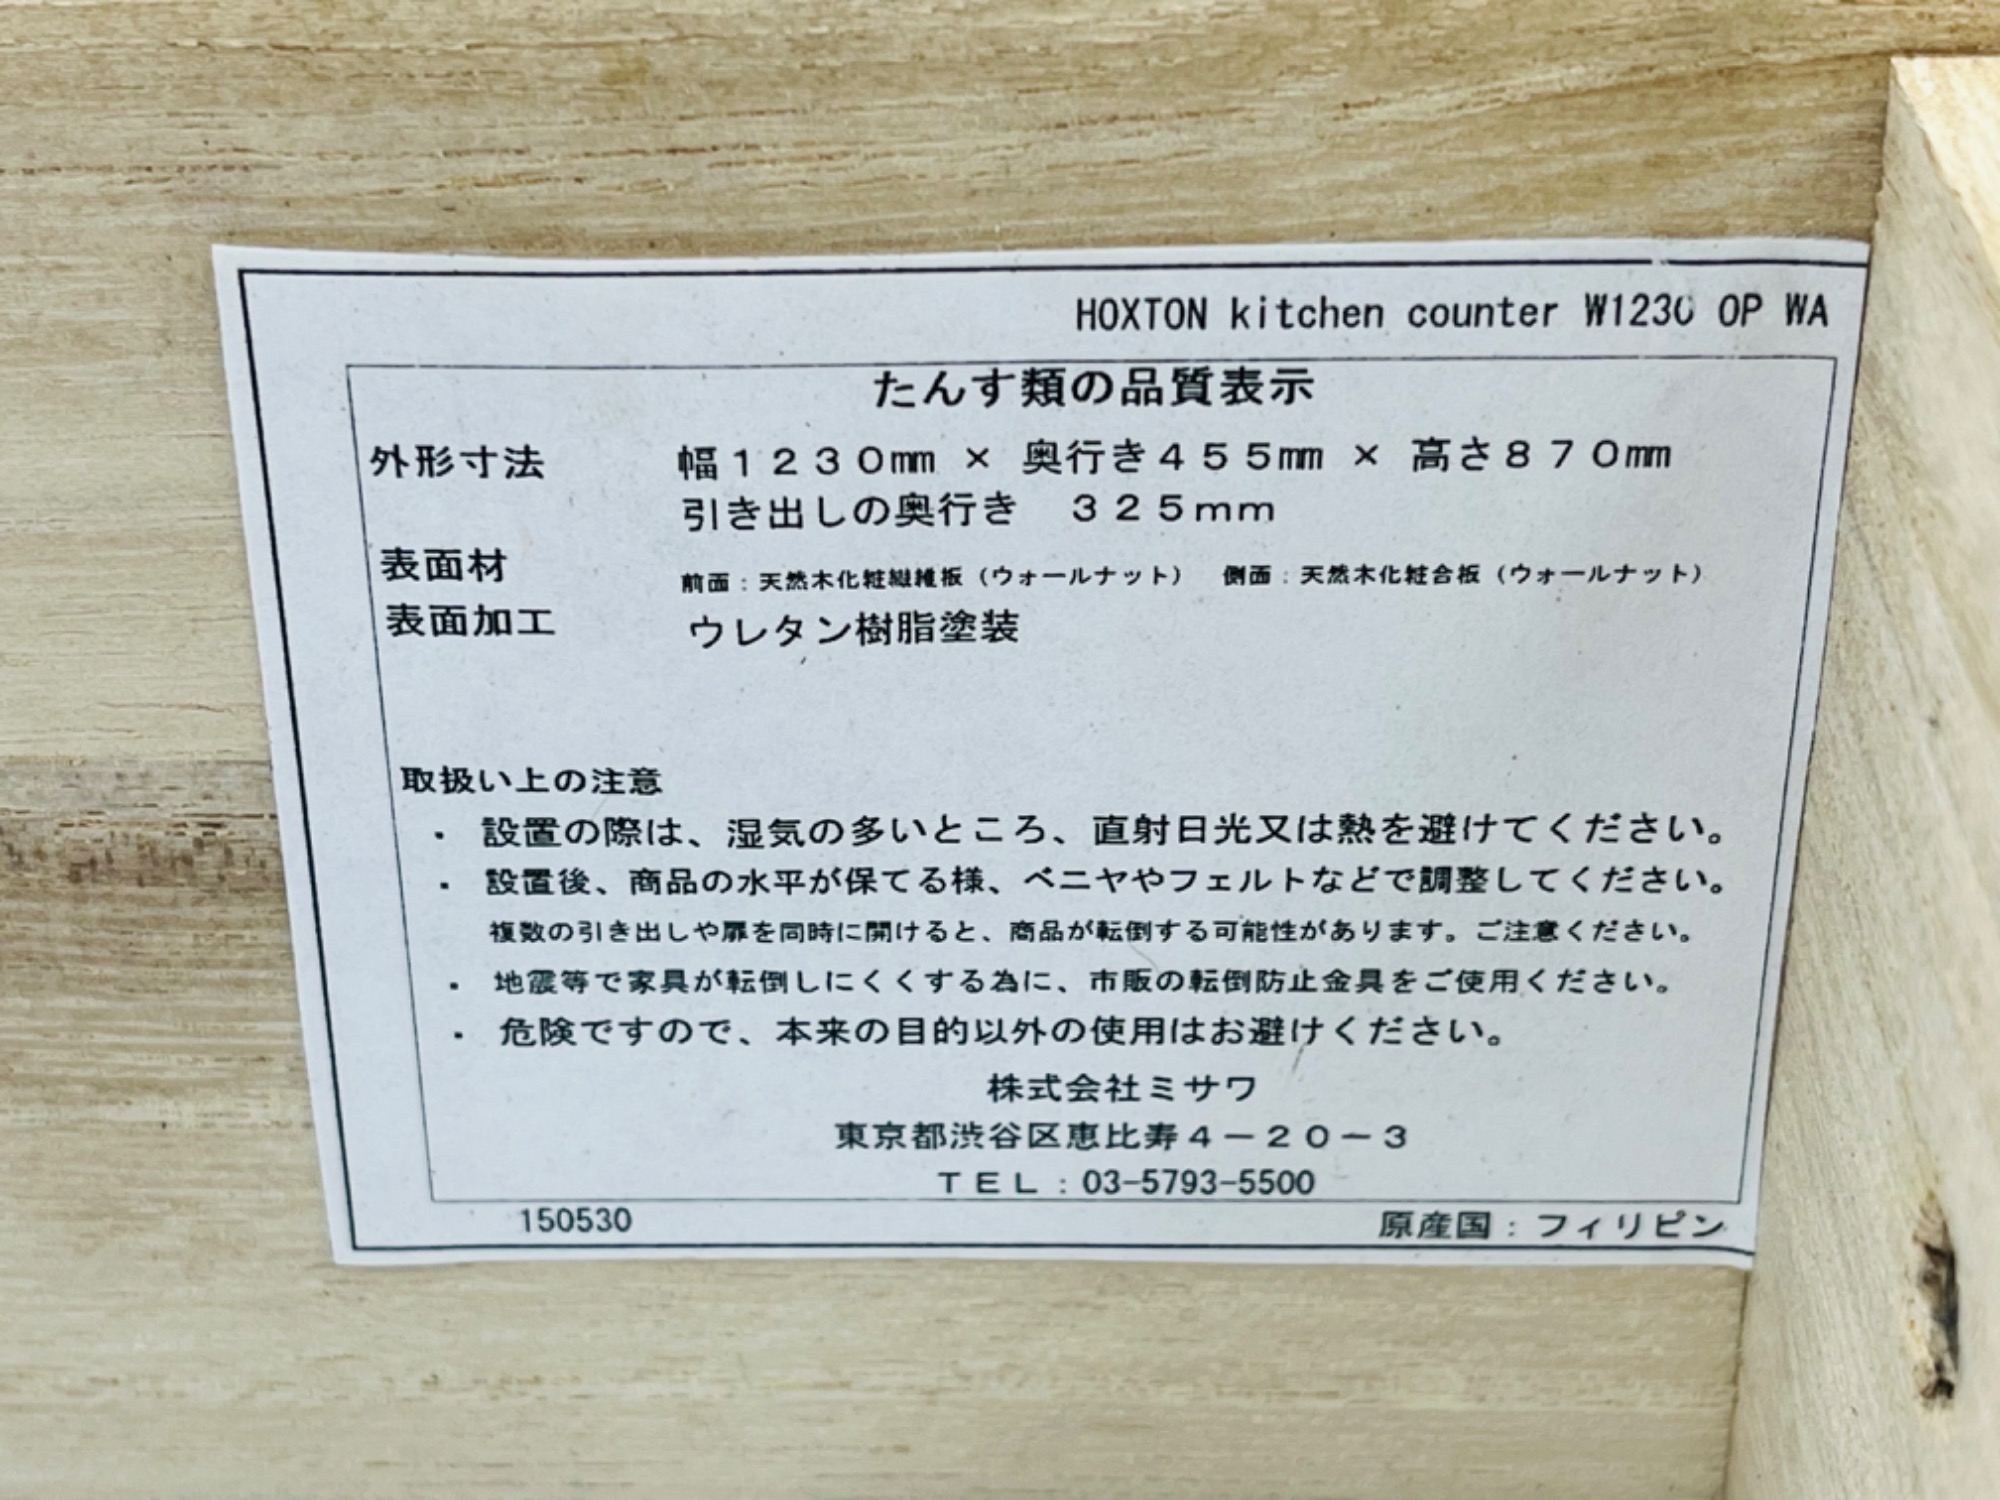 HOXTON kitchen counter W1230 OP WA
たんす類の品質表示
外形寸法 幅１２３０㎜ × 奥行き４５５㎜ × 高さ８７０㎜
引き出しの奥行き　３２５ｍｍ
表面材 前面：天然木化粧繊維板（ウォールナット）　側面：天然木化粧合板（ウォールナット）
表面加工 ウレタン樹脂塗装
取扱い上の注意
・ 設置の際は、湿気の多いところ、直射日光又は熱を避けてください。
・ 設置後、商品の水平が保てる様、ベニヤやフェルトなどで調整してください。
複数の引き出しや扉を同時に開けると、商品が転倒する可能性があります。ご注意ください。
・ 地震等で家具が転倒しにくくする為に、市販の転倒防止金具をご使用ください。
・ 危険ですので、本来の目的以外の使用はお避けください。
株式会社ミサワ
東京都渋谷区恵比寿４－２０－３
ＴＥＬ：03-5793-5500
150530 原産国：フィリピン